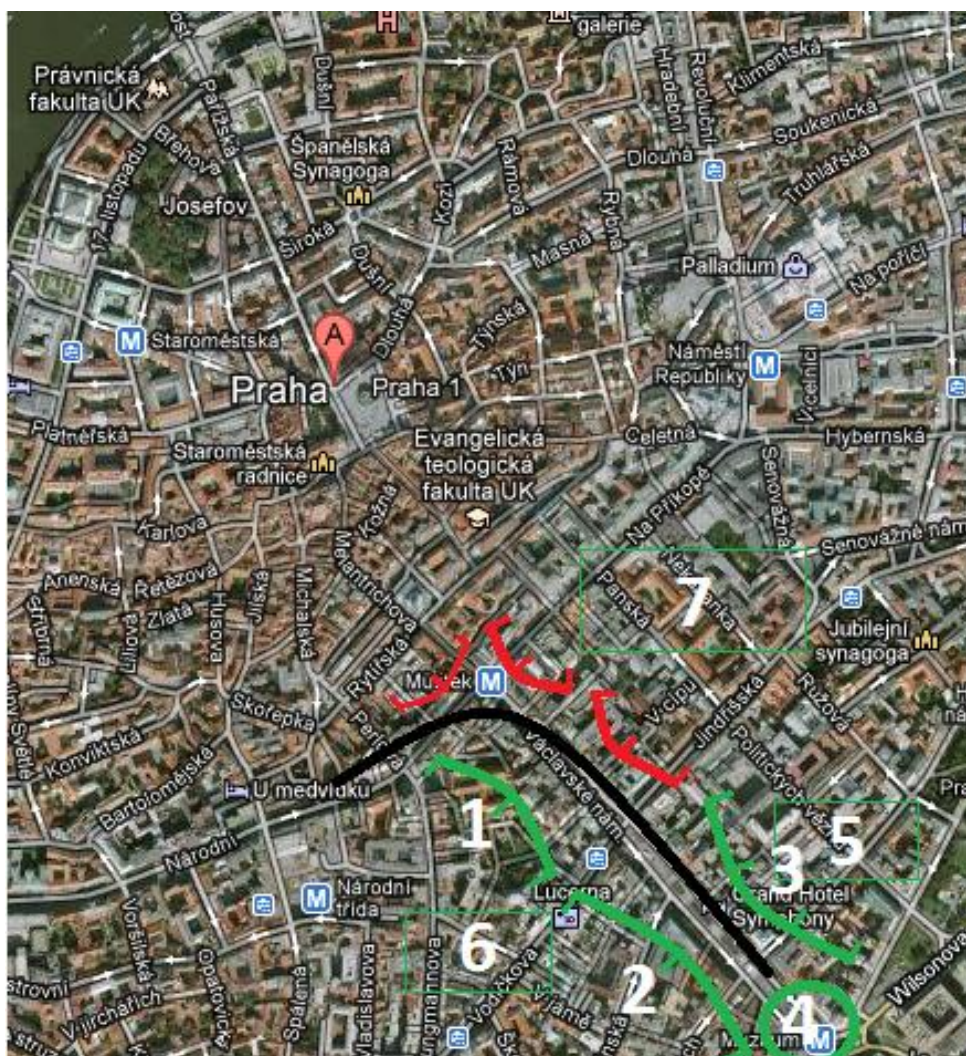 H
galerie
Právnická
fakulta UK
Pařížská
Dušní
Hradební
Revoluční
Klimentská
Soukenická
Břehová
Španělská
Synagoga
Rámová
Kozí
Dlouhá
Truhlářská
17. listopadu
Josefov
Široká
Dušní
Masná
Rybná
Palladium
Na poříčí
M Staroměstská
A
Dlouhá
Týnská
Týn
Náměstí
Republiky M
V celnici
Praha
Praha 1
Platnéřská
Staroměstská
radnice
Evangelická
teologická
fakulta UK
Celetná
Hybernská
Senovážná
Karlova
Kožná
Na Příkopě
Senovážné nám
Melantrichova
Anenská
Řetězová
Zlatá
Liliová
Husova
Jilská
Michalská
Panská
Nekázanka
7
Jubilejní
synagoga
Rytířská
Můstek M
V cípu
Růžová
Jindřišská
Skořepka
Konviktská
Bartolomějská
U medvídků
Václavské nám
Politických vězňů
Národní
1
3
5
Lucerna
Grand Hotel
Symphony
M Národní
třída
Voršilská
Opatovická
Spálená
Vladislavova
Jungmannova
6
Vodičkova
V jámě
2
V jirchářích
Wilsonova
4
Muzeum M